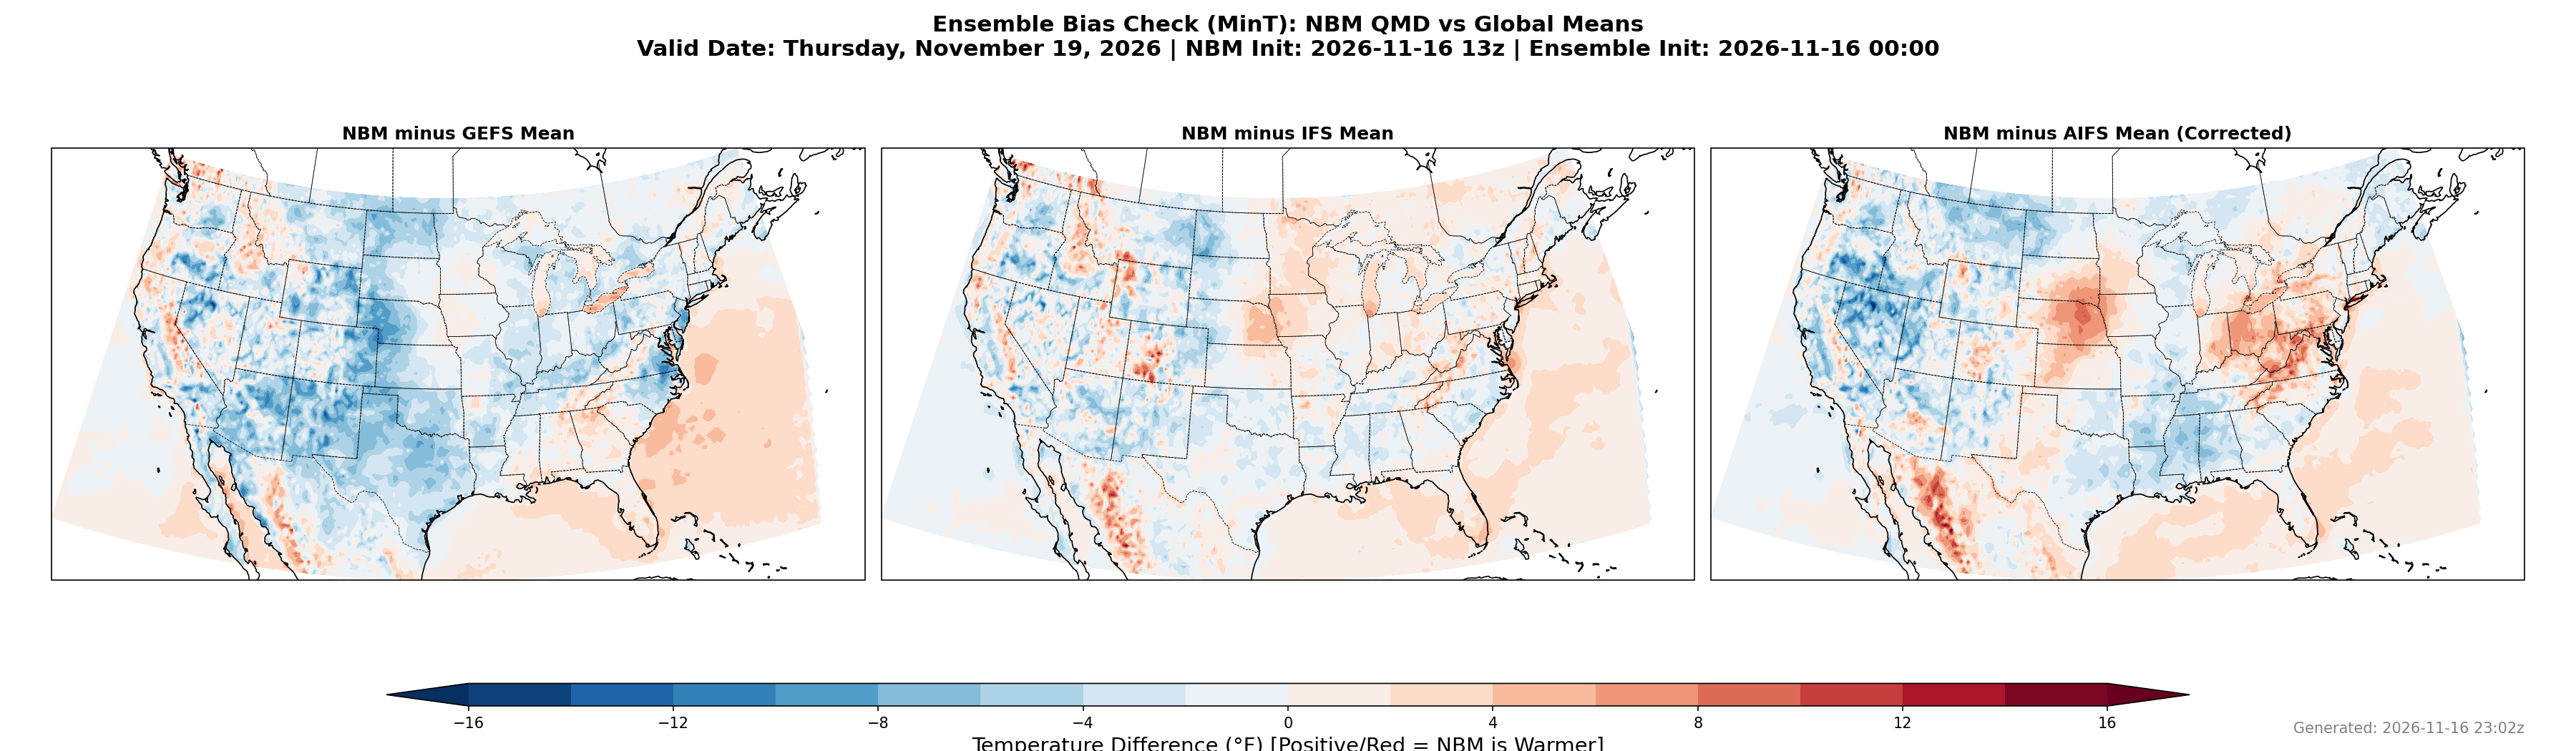 Ensemble Bias Check (MinT): NBM QMD vs Global Means
Valid Date: Thursday, November 19, 2026 | NBM Init: 2026-11-16 13z | Ensemble Init: 2026-11-16 00:00
NBM minus GEFS Mean
NBM minus IFS Mean
NBM minus AIFS Mean (Corrected)
−16 −12 −8 −4 0 4 8 12 16
Temperature Difference (°F) [Positive/Red = NBM is Warmer]
Generated: 2026-11-16 23:02z